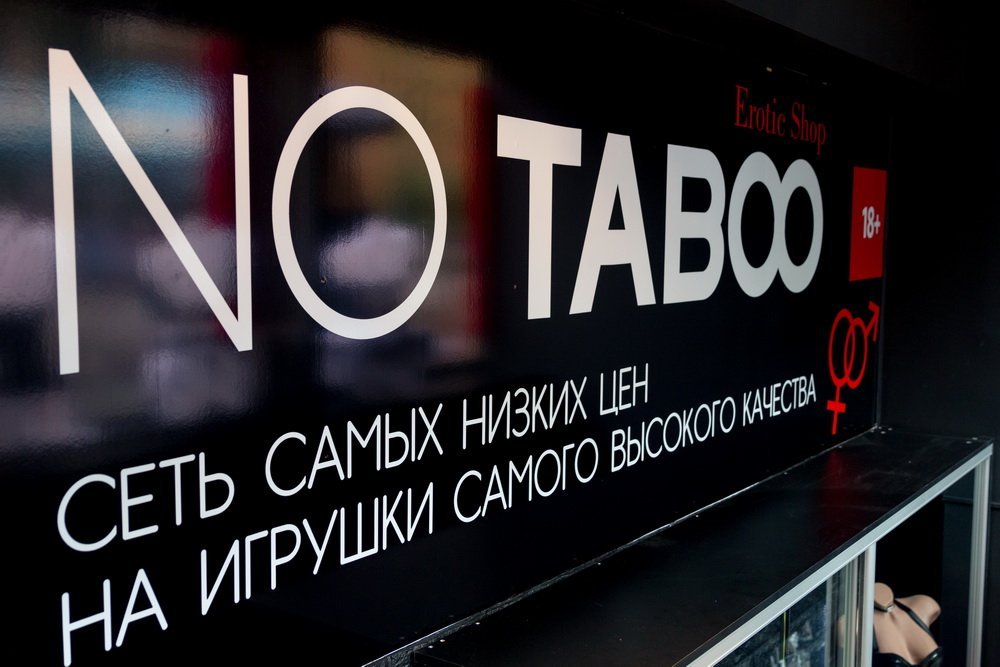 Erotic Shop
NO TABOO
18+
СЕТЬ САМЫХ НИЗКИХ ЦЕН
НА ИГРУШКИ САМОГО ВЫСОКОГО КАЧЕСТВА